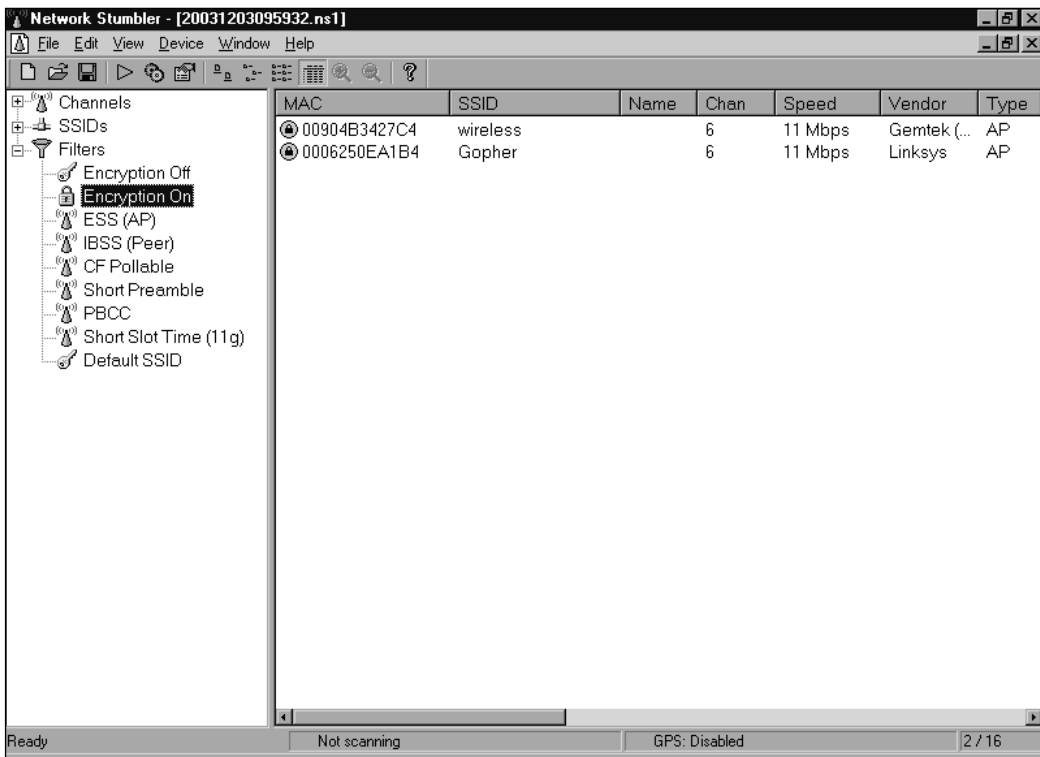 Network Stumbler - [20031203095932.ns1]
File Edit View Device Window Help
Channels
SSIDs
Filters
Encryption Off
Encryption On
ESS (AP)
IBSS (Peer)
CF Pollable
Short Preamble
PBCC
Short Slot Time (11g)
Default SSID
MAC SSID Name Chan Speed Vendor Type
00904B3427C4 wireless 6 11 Mbps Gemtek (... AP
0006250EA1B4 Gopher 6 11 Mbps Linksys AP
Ready Not scanning GPS: Disabled 2 / 16